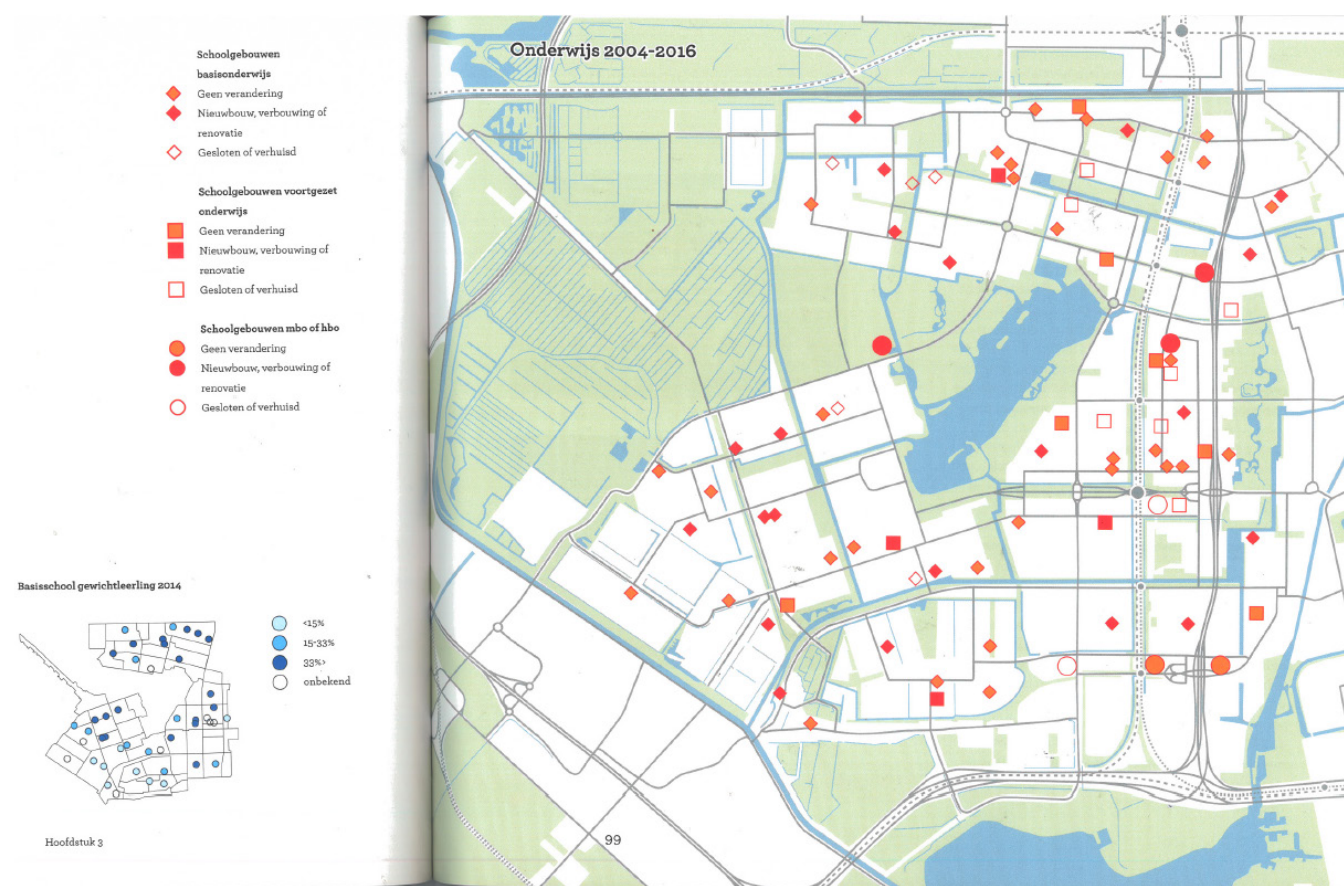 Schoolgebouwen
basisonderwijs
Geen verandering
Nieuwbouw, verbouwing of
renovatie
Gesloten of verhuisd
Schoolgebouwen voortgezet
onderwijs
Geen verandering
Nieuwbouw, verbouwing of
renovatie
Gesloten of verhuisd
Schoolgebouwen mbo of hbo
Geen verandering
Nieuwbouw, verbouwing of
renovatie
Gesloten of verhuisd
Basisschool gewichtleerling 2014
<15%
15-33%
33%>
onbekend
Hoofdstuk 3
Onderwijs 2004-2016
99